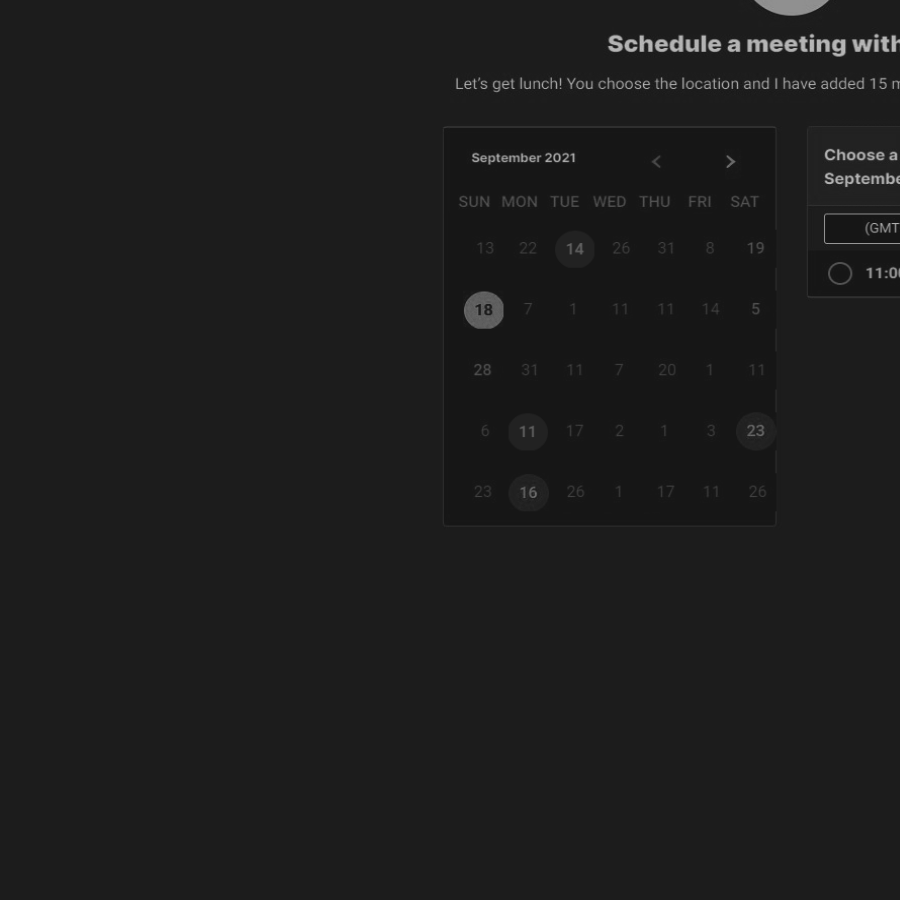 Schedule a meeting with
Let's get lunch! You choose the location and I have added 15
September 2021
SUN MON TUE WED THU FRI SAT
13 22 14 26 31 8 19
18 7 1 11 11 14 5
28 31 11 7 20 1 11
6 11 17 2 1 3 23
23 16 26 1 17 11 26
Choose a
Septembe
(GMT
11:00